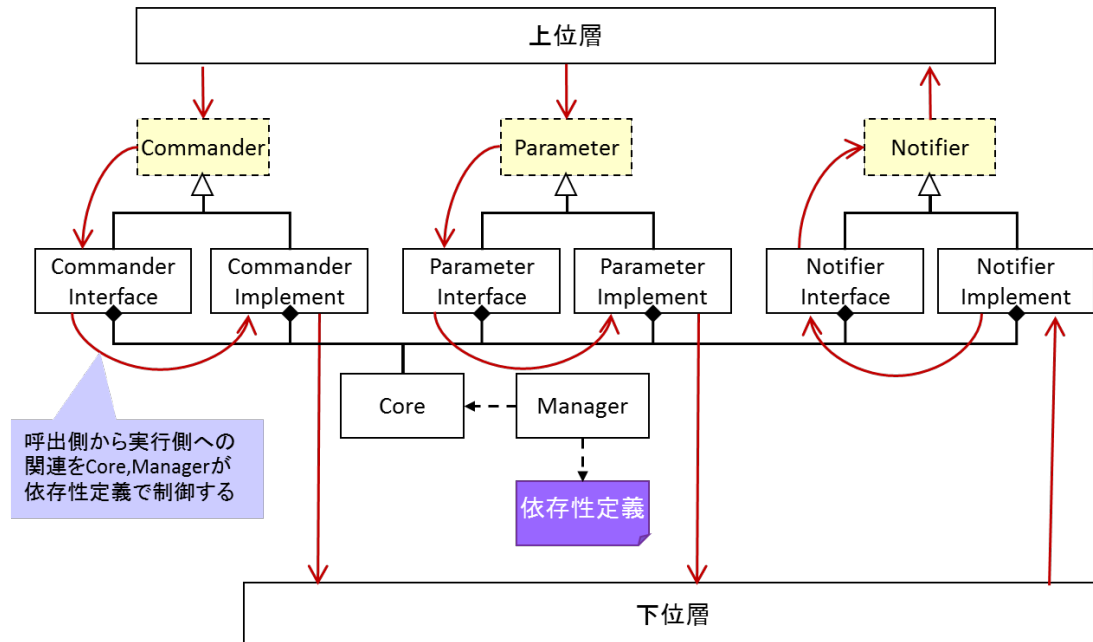 上位層
Commander
Parameter
Notifier
Commander
Interface
Commander
Implement
Parameter
Interface
Parameter
Implement
Notifier
Interface
Notifier
Implement
Core
Manager
呼出側から実行側への
関連をCore,Managerが
依存性定義で制御する
依存性定義
下位層